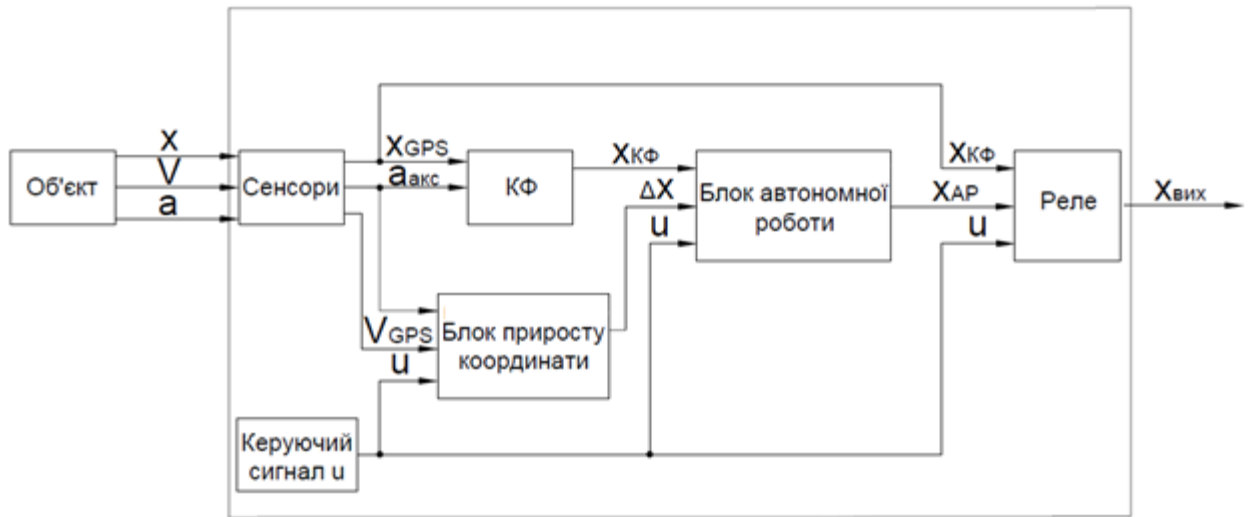 Об'єкт
x
V
a
Сенсори
xGPS
aакс
КФ
xКФ
Δx
u
Блок автономної
роботи
xАР
xКФ
u
Реле
xвих
VGPS
u
Блок приросту
координати
Керуючий
сигнал u